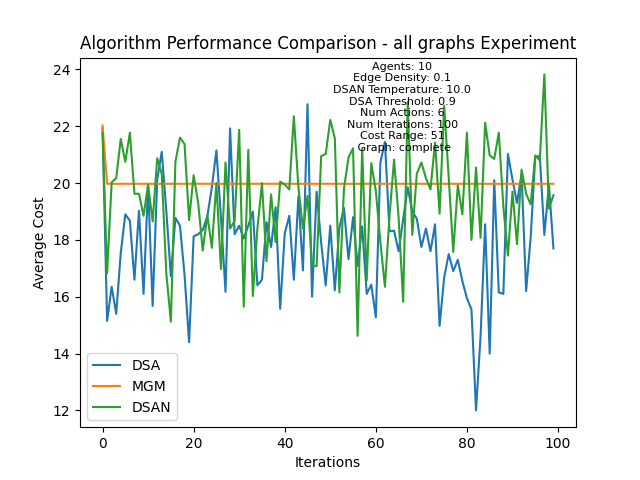 Algorithm Performance Comparison - all graphs Experiment
Agents: 10
Edge Density: 0.1
DSAN Temperature: 10.0
DSA Threshold: 0.9
Num Actions: 6
Num Iterations: 100
Cost Range: 51
Graph: complete
24
22
20
18
16
14
12
Average Cost
DSA
MGM
DSAN
0
20
40
60
80
100
Iterations